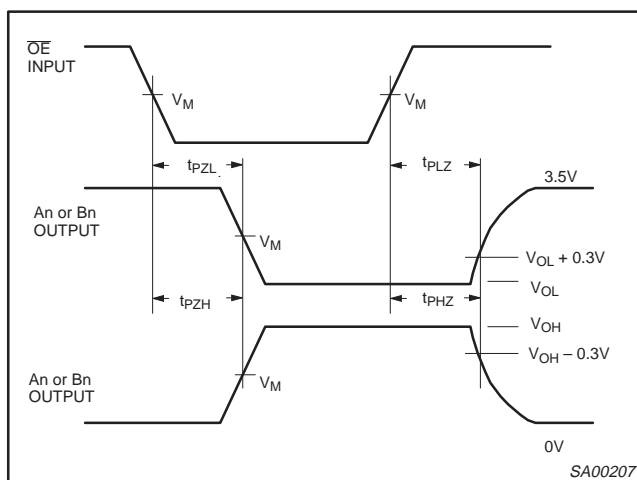 OE
INPUT
VM
VM
tPZL
tPLZ
3.5V
An or Bn
OUTPUT
VM
VOL + 0.3V
VOL
tPZH
tPHZ
VOH
VOH – 0.3V
An or Bn
OUTPUT
VM
0V
SA00207